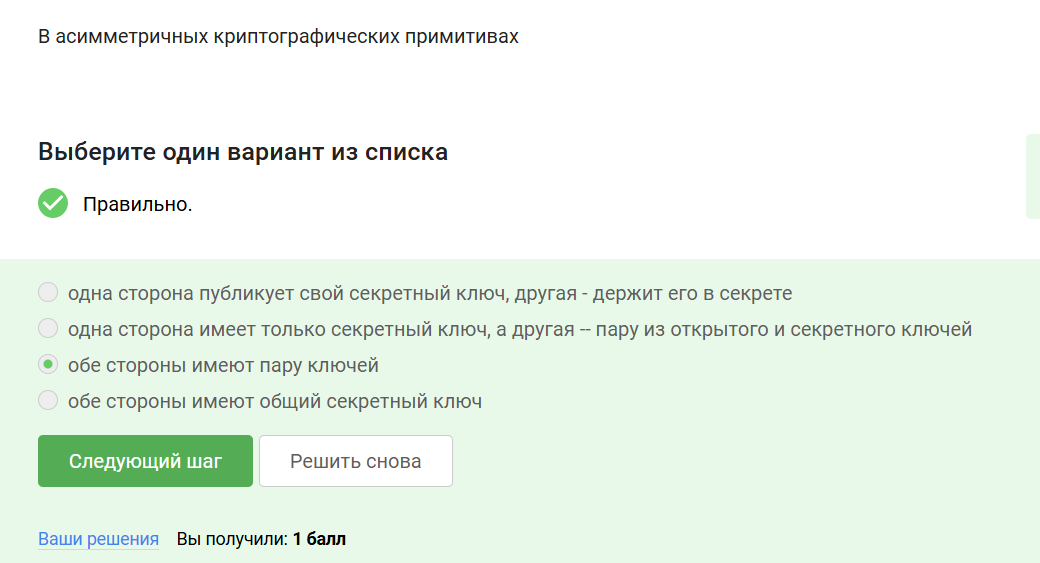 В асимметричных криптографических примитивах
Выберите один вариант из списка
Правильно.
одна сторона публикует свой секретный ключ, другая - держит его в секрете
одна сторона имеет только секретный ключ, а другая -- пару из открытого и секретного ключей
обе стороны имеют пару ключей
обе стороны имеют общий секретный ключ
Следующий шаг Решить снова
Ваши решения Вы получили: 1 балл